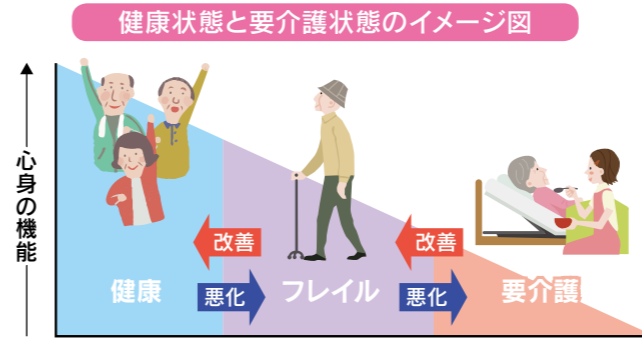 健康状態と要介護状態のイメージ図
心身の機能
改善
改善
健康
悪化
フレイル
悪化
要介護